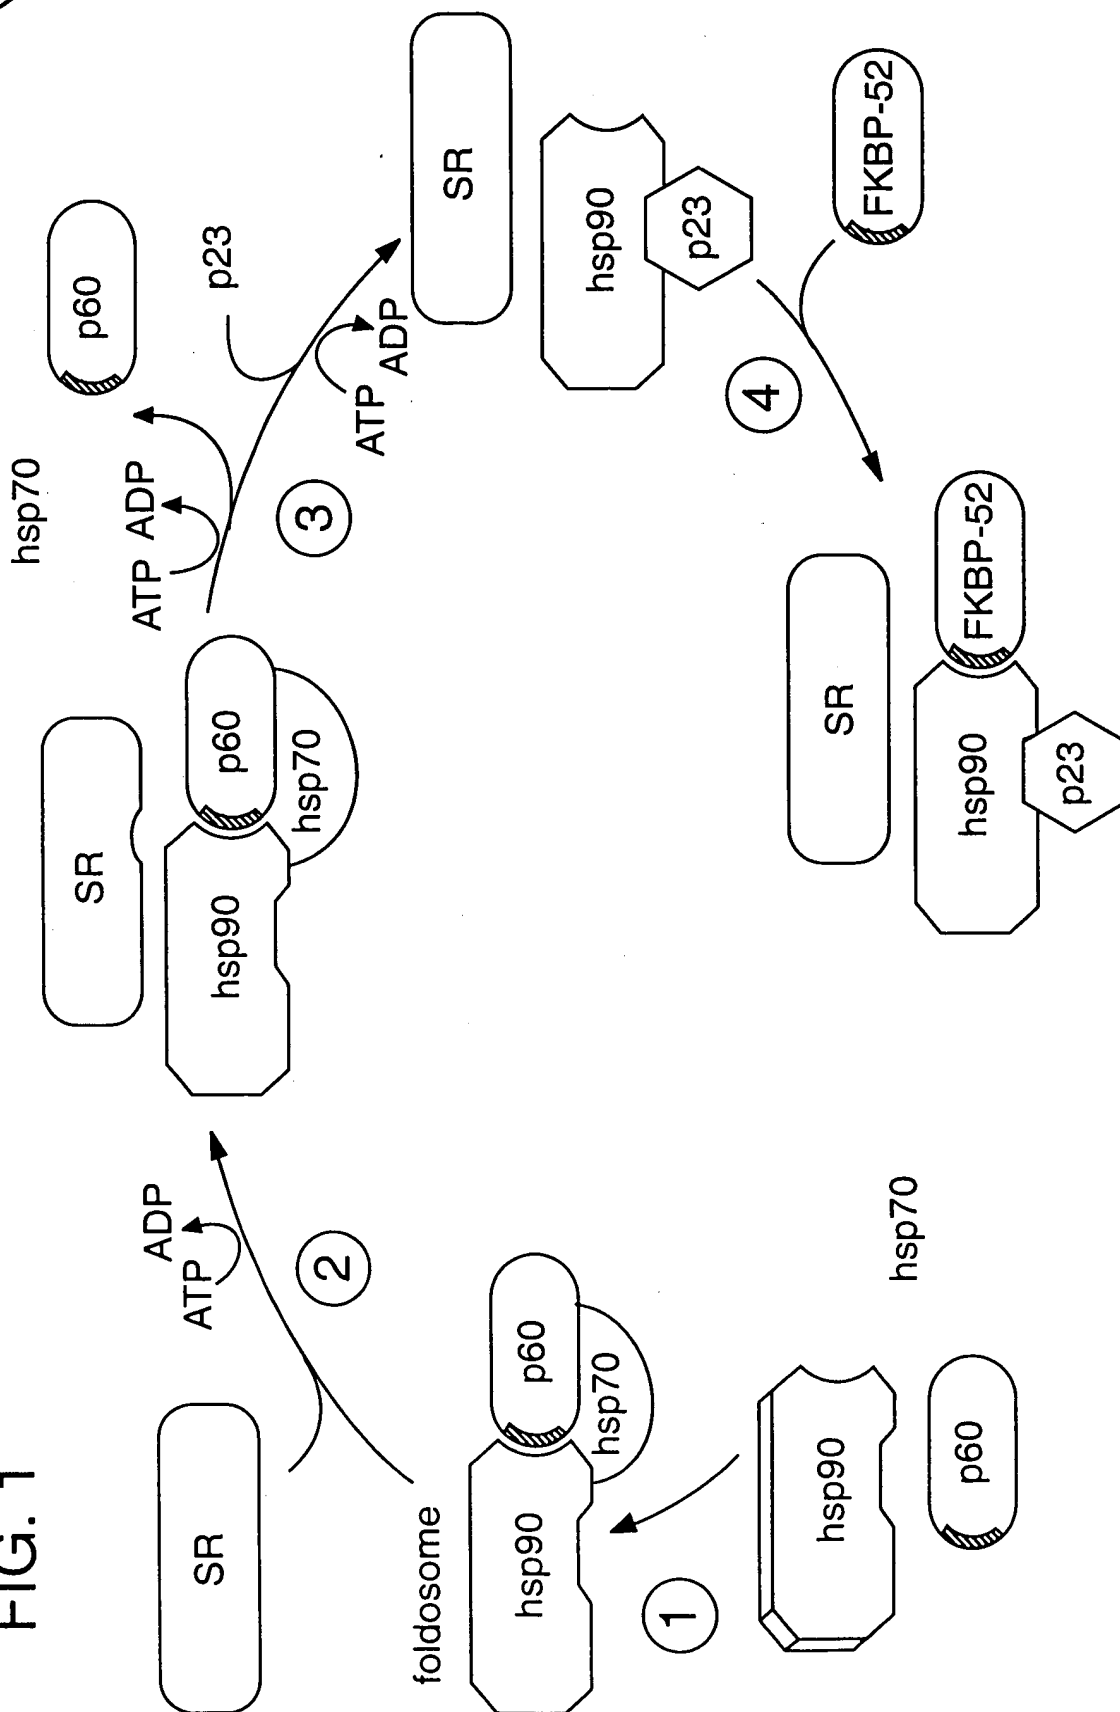 FIG. 1
SR
foldosome
hsp90
p60
hsp70
1
hsp90
p60
hsp70
2
ATP
ADP
SR
hsp90
p60
hsp70
ATP
ADP
hsp70
p60
3
p23
ATP
ADP
SR
hsp90
p23
4
FKBP-52
SR
hsp90
FKBP-52
p23